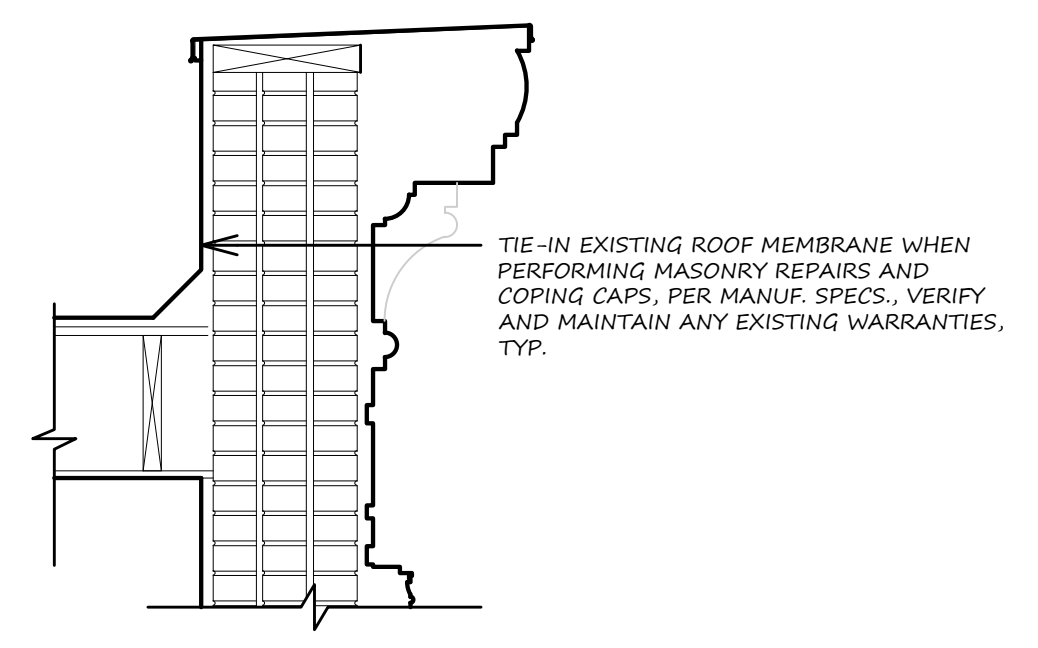 TIE-IN EXISTING ROOF MEMBRANE WHEN
PERFORMING MASONRY REPAIRS AND
COPING CAPS, PER MANUF. SPECS., VERIFY
AND MAINTAIN ANY EXISTING WARRANTIES,
TYP.